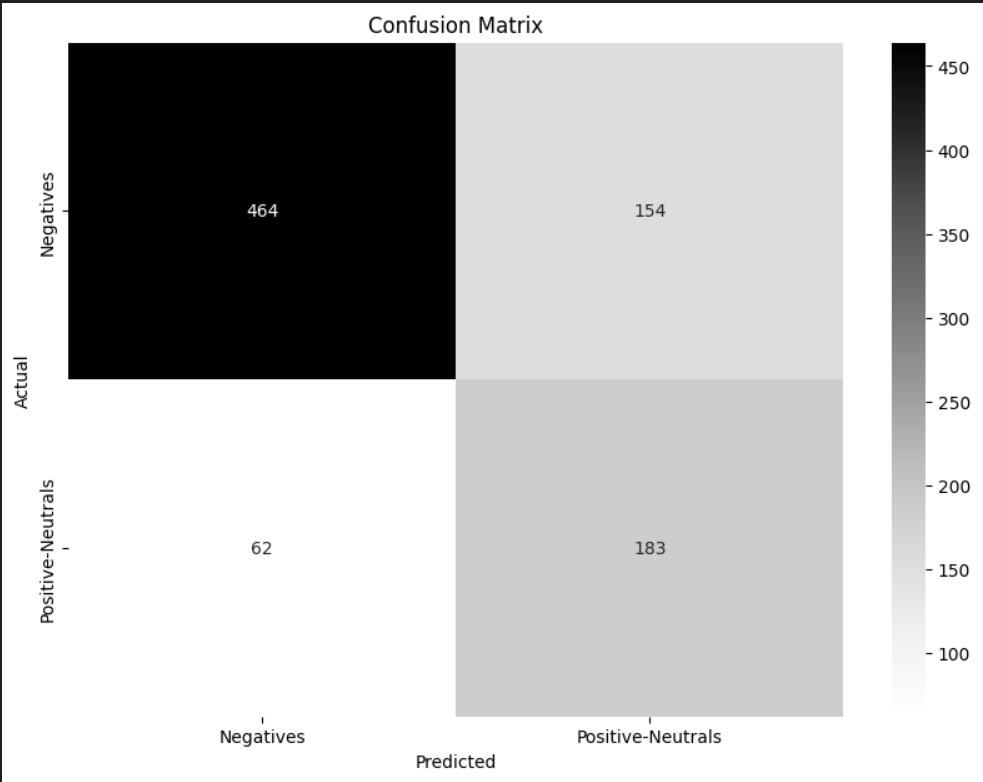 Confusion Matrix
Negatives
464
154
450
400
350
300
250
200
150
100
Actual
Positive-Neutrals
62
183
Negatives
Positive-Neutrals
Predicted